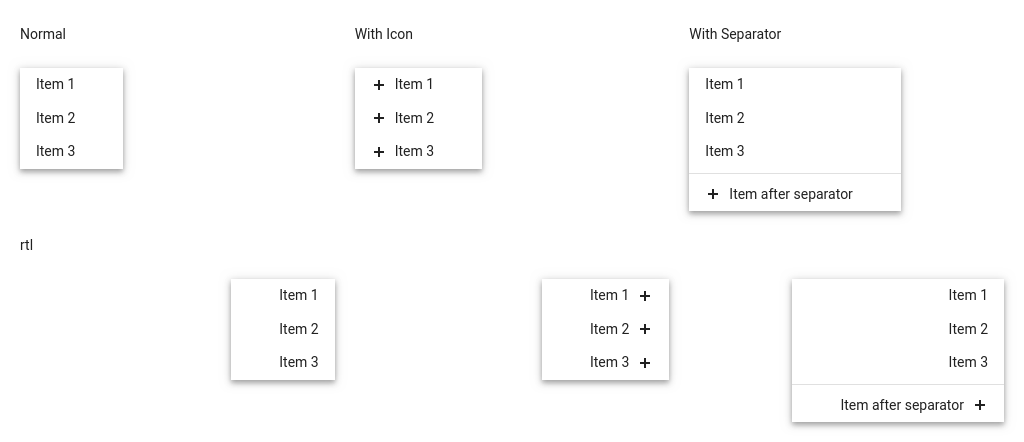 Normal
Item 1
Item 2
Item 3
With Icon
+ Item 1
+ Item 2
+ Item 3
With Separator
Item 1
Item 2
Item 3
+ Item after separator
rtl
Item 1
Item 2
Item 3
Item 1 +
Item 2 +
Item 3 +
Item 1
Item 2
Item 3
Item after separator +